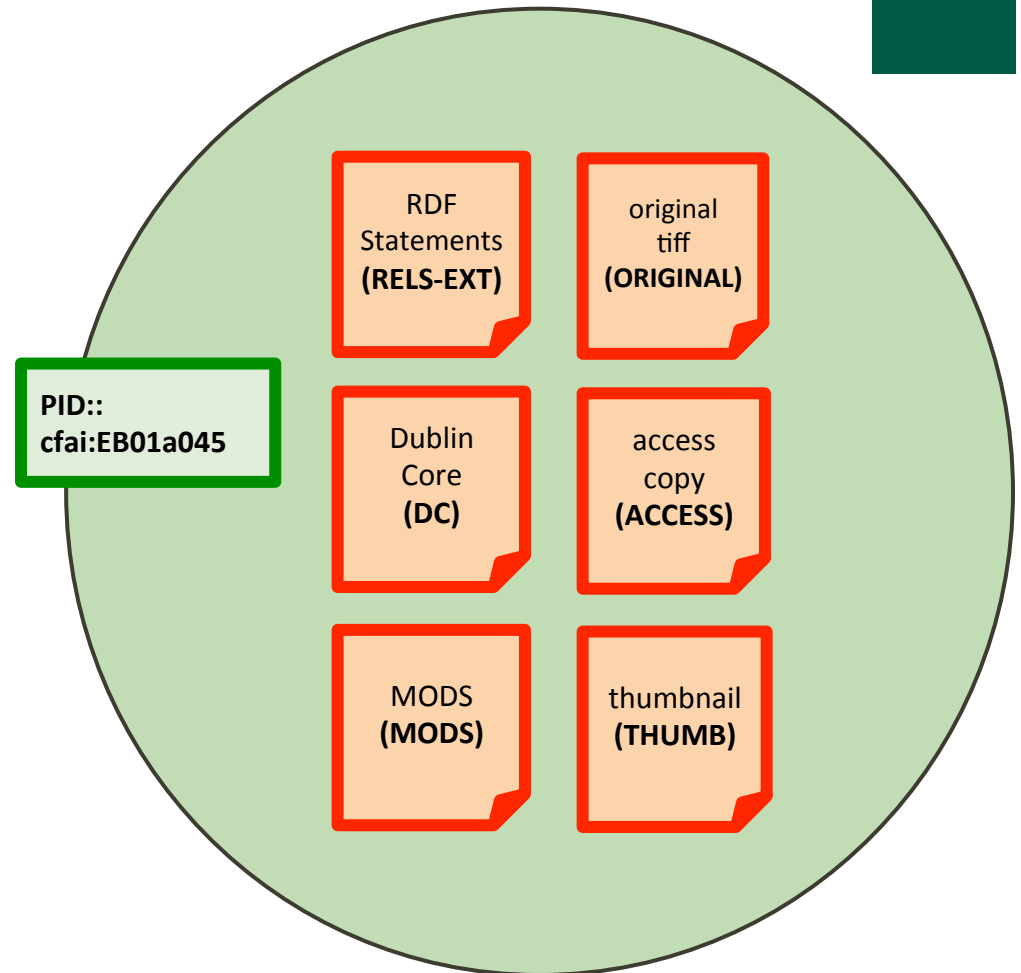 RDF
Statements
(RELS-EXT)
original
tiff
(ORIGINAL)
PID::
cfai:EB01a045
Dublin
Core
(DC)
access
copy
(ACCESS)
MODS
(MODS)
thumbnail
(THUMB)